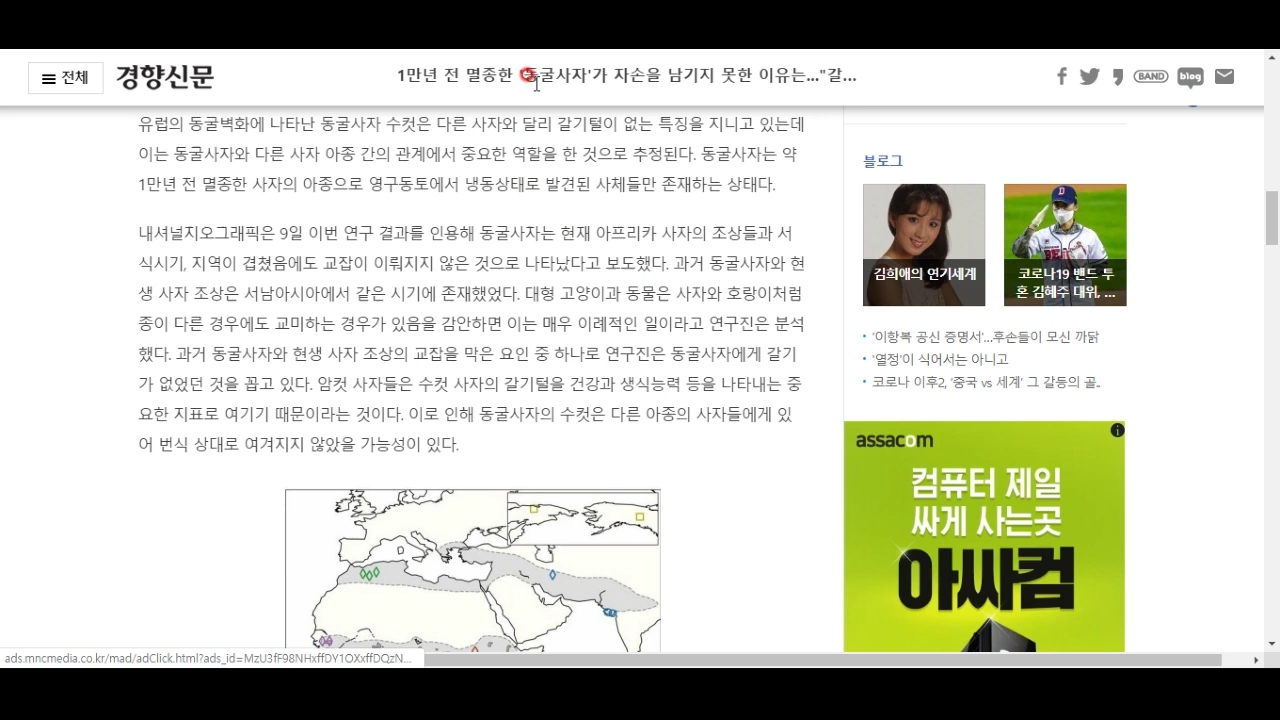 전체
경향신문
1만년 전 멸종한 '동굴사자'가 자손을 남기지 못한 이유는..."갈...
BAND
blog
유럽의 동굴벽화에 나타난 동굴사자 수컷은 다른 사자와 달리 갈기털이 없는 특징을 지니고 있는데
이는 동굴사자와 다른 사자 아종 간의 관계에서 중요한 역할을 한 것으로 추정된다. 동굴사자는 약
1만년 전 멸종한 사자의 아종으로 영구동토에서 냉동상태로 발견된 사체들만 존재하는 상태다.
내셔널지오그래픽은 9일 이번 연구 결과를 인용해 동굴사자는 현재 아프리카 사자의 조상들과 서
식시기, 지역이 겹쳤음에도 교잡이 이뤄지지 않은 것으로 나타났다고 보도했다. 과거 동굴사자와 현
생 사자 조상은 서남아시아에서 같은 시기에 존재했었다. 대형 고양이과 동물은 사자와 호랑이처럼
종이 다른 경우에도 교미하는 경우가 있음을 감안하면 이는 매우 이례적인 일이라고 연구진은 분석
했다. 과거 동굴사자와 현생 사자 조상의 교잡을 막은 요인 중 하나로 연구진은 동굴사자에게 갈기
가 없었던 것을 꼽고 있다. 암컷 사자들은 수컷 사자의 갈기털을 건강과 생식능력 등을 나타내는 중
요한 지표로 여기기 때문이라는 것이다. 이로 인해 동굴사자의 수컷은 다른 아종의 사자들에게 있
어 번식 상대로 여겨지지 않았을 가능성이 있다.
블로그
김희애의 연기세계
코로나19 밴드 투
혼 김혜주 대위, ...
'이항복 공신 증명서'...후손들이 모신 까닭
'열정'이 식어서는 아니고
코로나 이후2, '중국 vs 세계' 그 갈등의 골..
assacom
컴퓨터 제일
싸게 사는곳
아싸컴
ads.mncmedia.co.kr/mad/adClick.html?ads_id=MzU3fF98NHxffDY1OXxffDQzN...